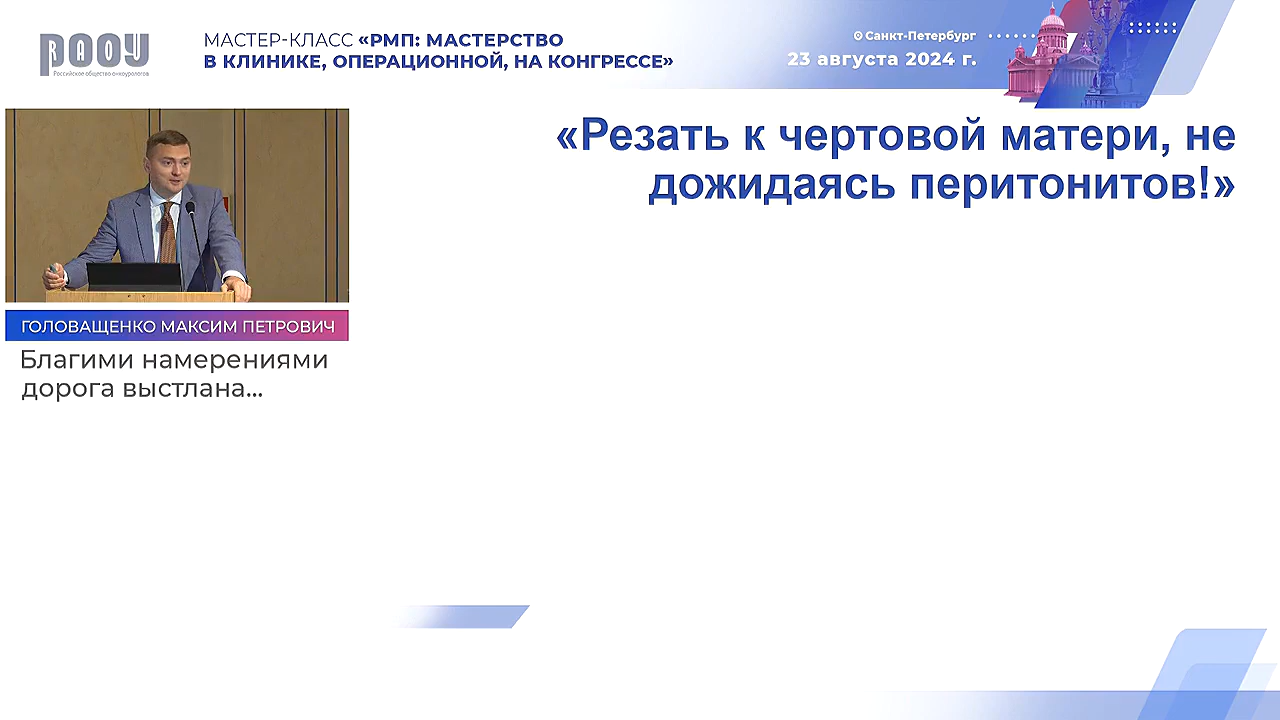 РАОУ
Российское общество онкоурологов
МАСТЕР-КЛАСС «РМП: МАСТЕРСТВО
В КЛИНИКЕ, ОПЕРАЦИОННОЙ, НА КОНГРЕССЕ»
Санкт-Петербург
23 августа 2024 г.
«Резать к чертовой матери, не
дожидаясь перитонитов!»
ГОЛОВАЩЕНКО МАКСИМ ПЕТРОВИЧ
Благими намерениями
дорога выстлана...